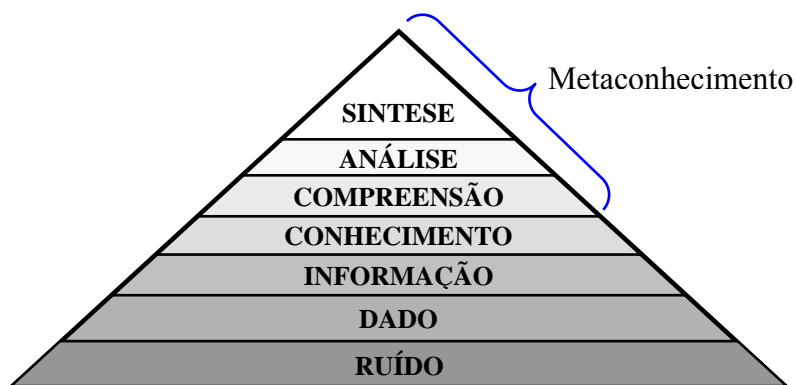 Metaconhecimento
SINTESE
ANÁLISE
COMPREENSÃO
CONHECIMENTO
INFORMAÇÃO
DADO
RUÍDO